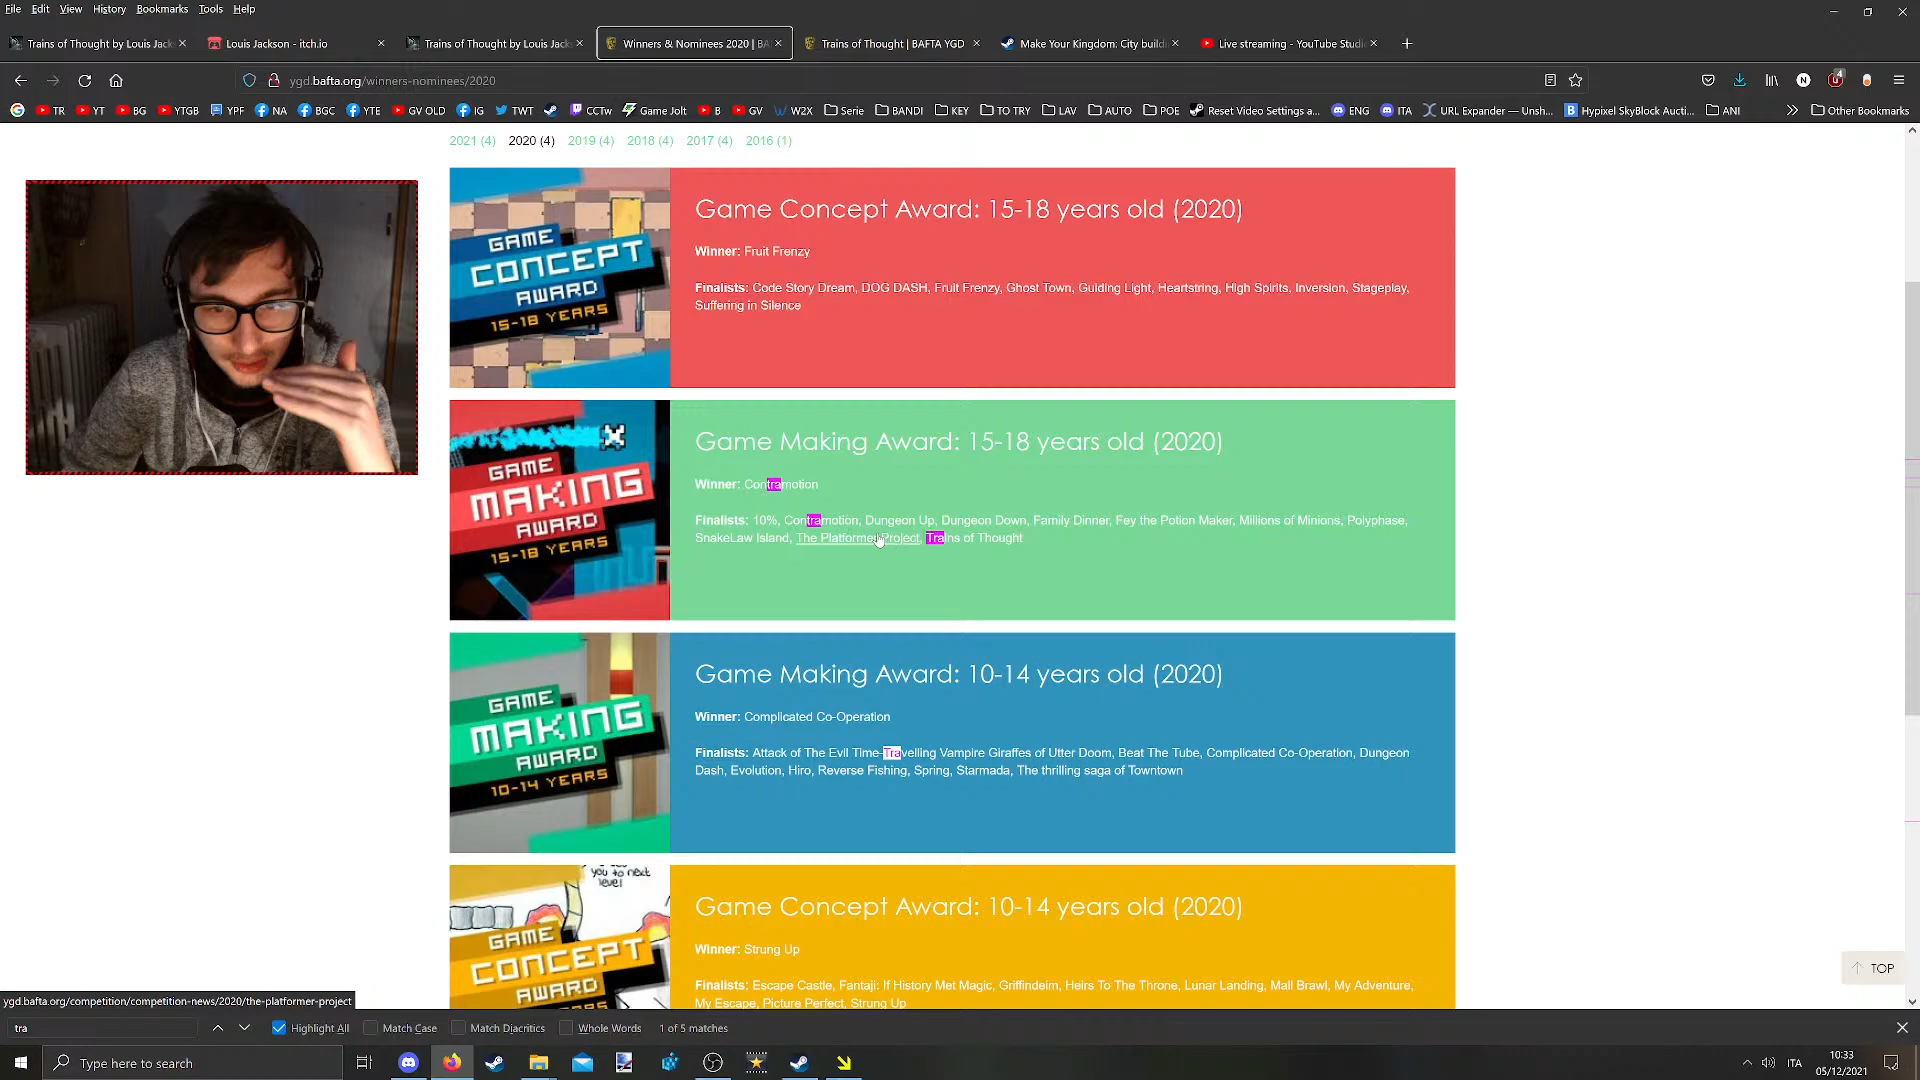 File Edit View History Bookmarks Tools Help
Trains of Thought by Louis Jack
Louis Jackson - itch.io
Trains of Thought by Louis Jack
Winners & Nominees 2020 | BA
Trains of Thought | BAFTA YGD
Make Your Kingdom: City buildi
Live streaming - YouTube Studi
ygd.bafta.org/winners-nominees/2020
TR YT BG YTGB YPF NA BGC YTE GV OLD IG TWT CCTw Game Jolt B GV W2X Serie BANDI KEY TO TRY LAV AUTO POE Reset Video Settings a... ENG ITA URL Expander — Unsh... Hypixel SkyBlock Aucti... ANI Other Bookmarks
2021 (4) 2020 (4) 2019 (4) 2018 (4) 2017 (4) 2016 (1)
GAME
CONCEPT
AWARD
15-18 YEARS
Game Concept Award: 15-18 years old (2020)
Winner: Fruit Frenzy
Finalists: Code Story Dream, DOG DASH, Fruit Frenzy, Ghost Town, Guiding Light, Heartstring, High Spirits, Inversion, Stageplay,
Suffering in Silence
GAME
MAKING
AWARD
15-18 YEARS
Game Making Award: 15-18 years old (2020)
Winner: Contramotion
Finalists: 10%, Contramotion, Dungeon Up, Dungeon Down, Family Dinner, Fey the Potion Maker, Millions of Minions, Polyphase,
SnakeLaw Island, The Platformer Project, Trains of Thought
GAME
MAKING
AWARD
10-14 YEARS
Game Making Award: 10-14 years old (2020)
Winner: Complicated Co-Operation
Finalists: Attack of The Evil Time-Travelling Vampire Giraffes of Utter Doom, Beat The Tube, Complicated Co-Operation, Dungeon
Dash, Evolution, Hiro, Reverse Fishing, Spring, Starmada, The thrilling saga of Towntown
you to next
level
GAME
CONCEPT
AWARD
Game Concept Award: 10-14 years old (2020)
Winner: Strung Up
Finalists: Escape Castle, Fantaji: If History Met Magic, Griffindeim, Heirs To The Throne, Lunar Landing, Mall Brawl, My Adventure,
My Escape, Picture Perfect, Strung Up
TOP
ygd.bafta.org/competition/competition-news/2020/the-platformer-project
tra
Highlight All Match Case Match Diacritics Whole Words 1 of 5 matches
Type here to search
ITA
10:33
05/12/2021